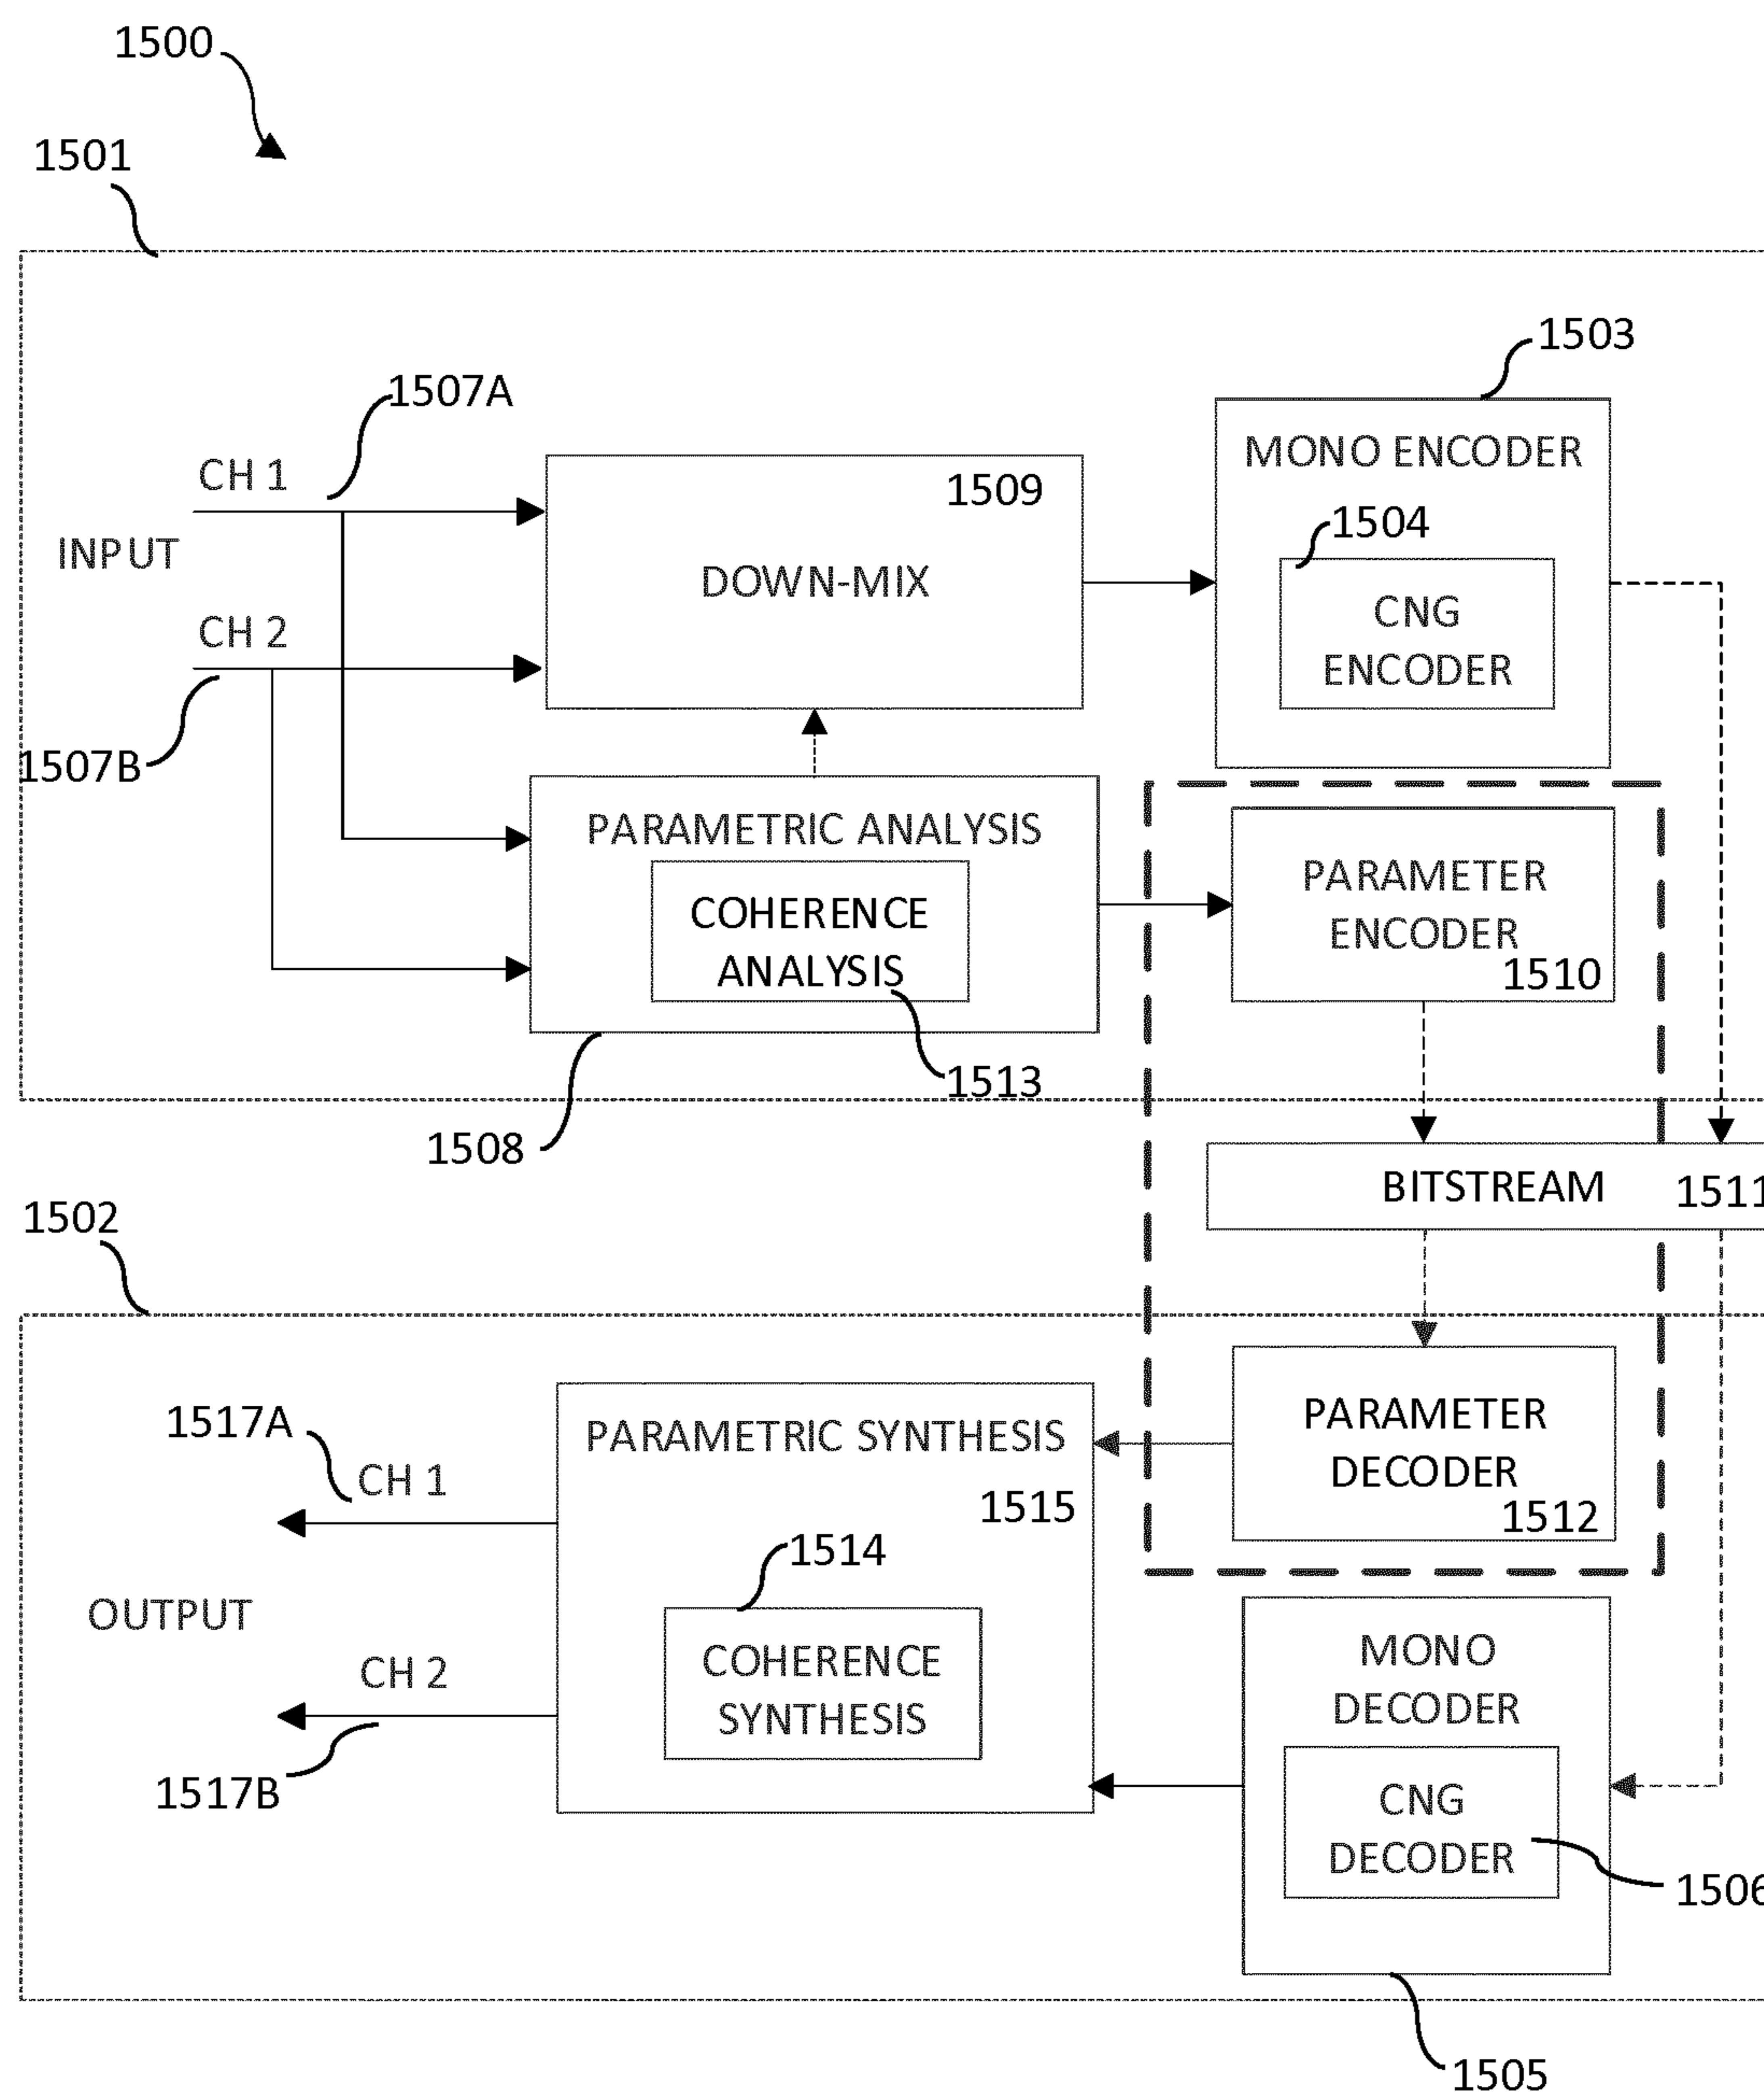 1500
1501
1503
1507A
MONO ENCODER
CH 1
1509
1504
INPUT
DOWN-MIX
CNG
ENCODER
CH 2
1507B
PARAMETRIC ANALYSIS
COHERENCE
ANALYSIS
PARAMETER
ENCODER
1510
1513
1508
BITSTREAM
1511
1502
1517A
CH 1
PARAMETRIC SYNTHESIS
1515
PARAMETER
DECODER
1512
1514
OUTPUT
COHERENCE
SYNTHESIS
MONO
DECODER
CH 2
1517B
CNG
DECODER
1506
1505